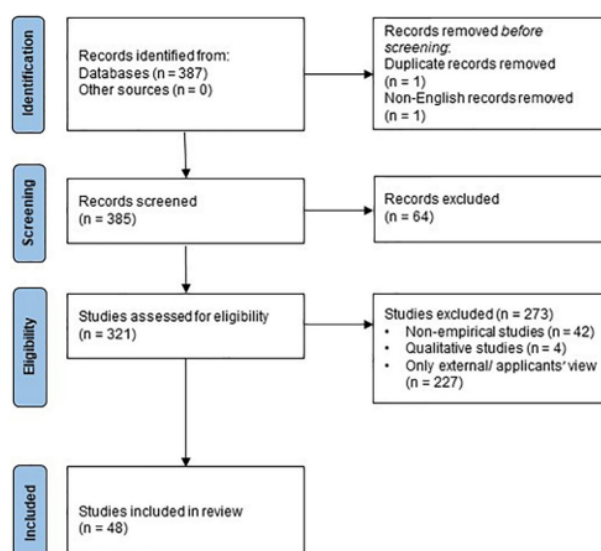 Identification
Records identified from:
Databases (n = 387)
Other sources (n = 0)
Records removed before
screening:
Duplicate records removed
(n = 1)
Non-English records removed
(n = 1)
Screening
Records screened
(n = 385)
Records excluded
(n = 64)
Eligibility
Studies assessed for eligibility
(n = 321)
Studies excluded (n = 273)
• Non-empirical studies (n = 42)
• Qualitative studies (n = 4)
• Only external/ applicants' view
(n = 227)
Included
Studies included in review
(n = 48)